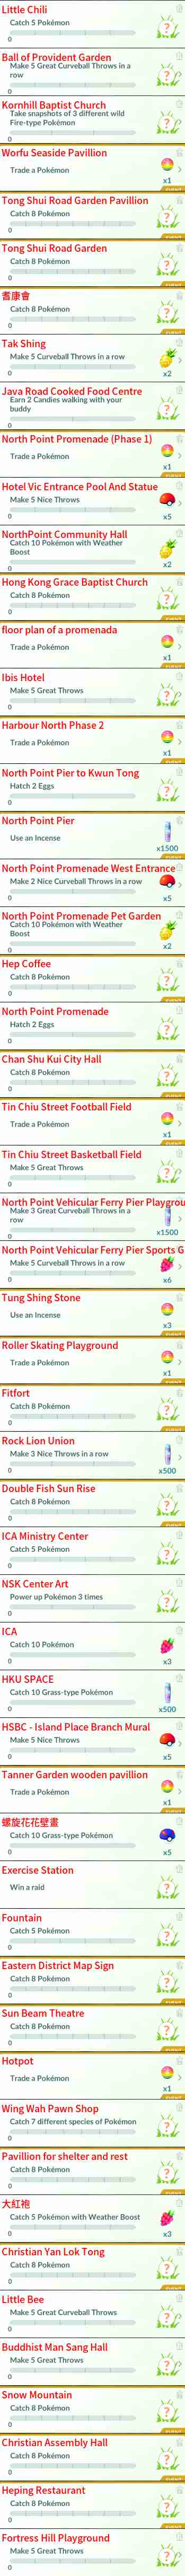 Little Chili
Catch 5 Pokémon
0
Ball of Provident Garden
Make 5 Great Curveball Throws in a
row
0
Kornhill Baptist Church
Take snapshots of 3 different wild
Fire-type Pokémon
0
Worfu Seaside Pavillion
Trade a Pokémon
x1
Tong Shui Road Garden Pavillion
Catch 8 Pokémon
0
Tong Shui Road Garden
Catch 8 Pokémon
0
耆康會
Catch 8 Pokémon
0
Tak Shing
Make 5 Curveball Throws in a row
0
x2
Java Road Cooked Food Centre
Earn 2 Candies walking with your
buddy
0
North Point Promenade (Phase 1)
Trade a Pokémon
x1
Hotel Vic Entrance Pool And Statue
Make 5 Nice Throws
0
x5
NorthPoint Community Hall
Catch 10 Pokémon with Weather
Boost
0
x2
Hong Kong Grace Baptist Church
Catch 8 Pokémon
0
floor plan of a promenada
Trade a Pokémon
x1
Ibis Hotel
Make 5 Great Throws
0
Harbour North Phase 2
Trade a Pokémon
x1
North Point Pier to Kwun Tong
Hatch 2 Eggs
0
North Point Pier
Use an Incense
x1500
North Point Promenade West Entrance
Make 2 Nice Curveball Throws in a row
0
x5
North Point Promenade Pet Garden
Catch 10 Pokémon with Weather
Boost
0
x2
Hep Coffee
Catch 8 Pokémon
0
North Point Promenade
Hatch 2 Eggs
0
Chan Shu Kui City Hall
Catch 8 Pokémon
0
Tin Chiu Street Football Field
Trade a Pokémon
x1
Tin Chiu Street Basketball Field
Make 5 Great Throws
0
North Point Vehicular Ferry Pier Playgrou
Make 3 Great Curveball Throws in a
row
0
x1500
North Point Vehicular Ferry Pier Sports G
Make 5 Curveball Throws in a row
0
x6
Tung Shing Stone
Use an Incense
x3
Roller Skating Playground
Trade a Pokémon
x1
Fitfort
Catch 8 Pokémon
0
Rock Lion Union
Make 3 Nice Throws in a row
0
x500
Double Fish Sun Rise
Catch 8 Pokémon
0
ICA Ministry Center
Catch 5 Pokémon
0
NSK Center Art
Power up Pokémon 3 times
0
ICA
Catch 10 Pokémon
0
x3
HKU SPACE
Catch 10 Grass-type Pokémon
0
x500
HSBC - Island Place Branch Mural
Make 5 Nice Throws
0
x5
Tanner Garden wooden pavillion
Trade a Pokémon
x1
螺旋花花壁畫
Catch 10 Grass-type Pokémon
0
x5
Exercise Station
Win a raid
Fountain
Catch 5 Pokémon
0
Eastern District Map Sign
Catch 8 Pokémon
0
Sun Beam Theatre
Catch 8 Pokémon
0
Hotpot
Trade a Pokémon
x1
Wing Wah Pawn Shop
Catch 7 different species of Pokémon
0
Pavillion for shelter and rest
Catch 8 Pokémon
0
大紅袍
Catch 5 Pokémon with Weather Boost
0
x3
Christian Yan Lok Tong
Catch 8 Pokémon
0
Little Bee
Make 5 Great Curveball Throws
0
Buddhist Man Sang Hall
Make 5 Great Throws
0
Snow Mountain
Catch 8 Pokémon
0
Christian Assembly Hall
Catch 8 Pokémon
0
Heping Restaurant
Catch 8 Pokémon
0
Fortress Hill Playground
Make 5 Great Throws
0